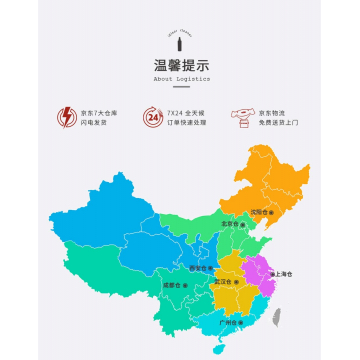 温馨提示
About Logistics
京东7大仓库
闪电发货
24
7X24 全天候
订单快速处理
京东物流
免费送货上门
沈阳仓
北京仓
西安仓
上海仓
成都仓
武汉仓
广州仓